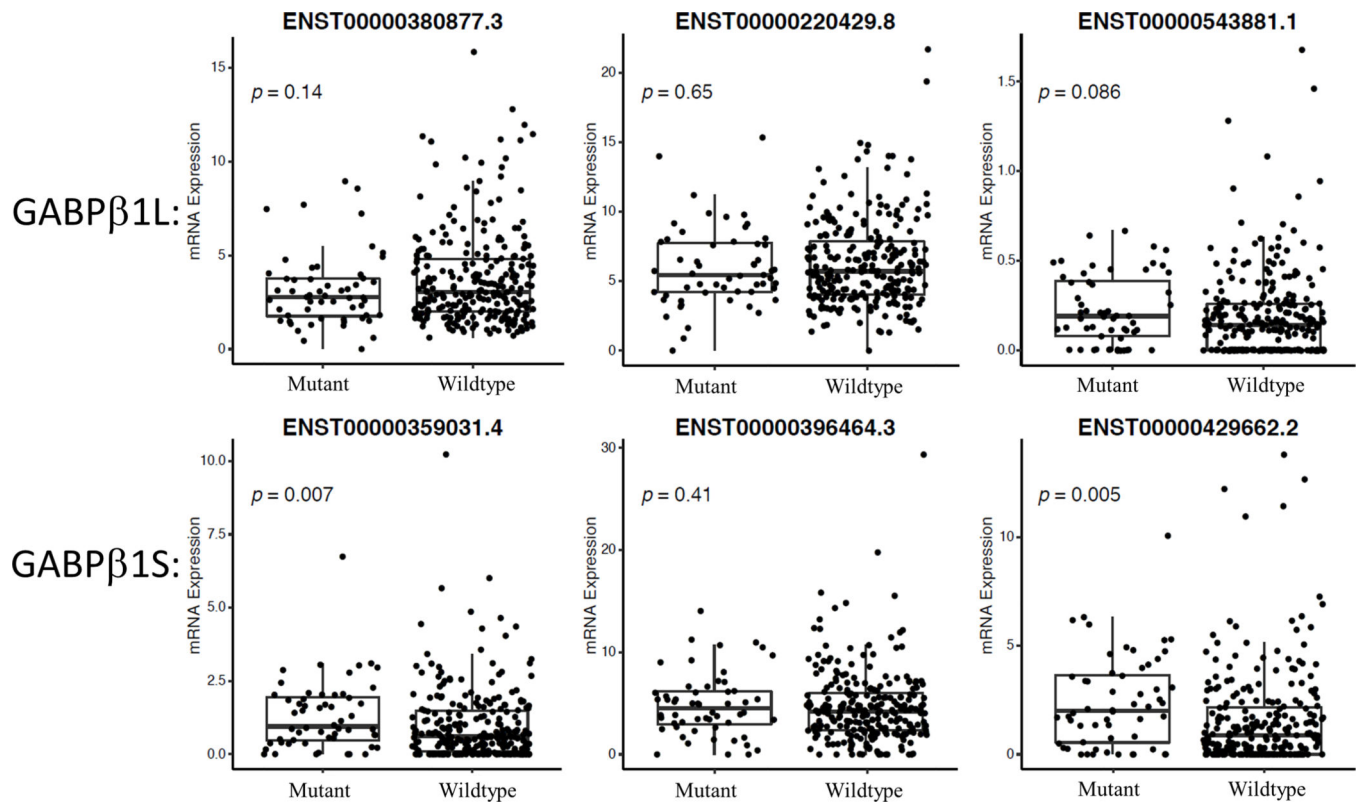 ENST00000380877.3
ENST00000220429.8
ENST00000543881.1
GABPβ1L:
mRNA Expression
15
10
5
0
p = 0.14
Mutant
Wildtype
mRNA Expression
20
15
10
5
0
p = 0.65
Mutant
Wildtype
mRNA Expression
1.5
1.0
0.5
0.0
p = 0.086
Mutant
Wildtype
ENST00000359031.4
ENST00000396464.3
ENST00000429662.2
GABPβ1S:
mRNA Expression
10.0
7.5
5.0
2.5
0.0
p = 0.007
Mutant
Wildtype
mRNA Expression
30
20
10
0
p = 0.41
Mutant
Wildtype
mRNA Expression
10
5
0
p = 0.005
Mutant
Wildtype